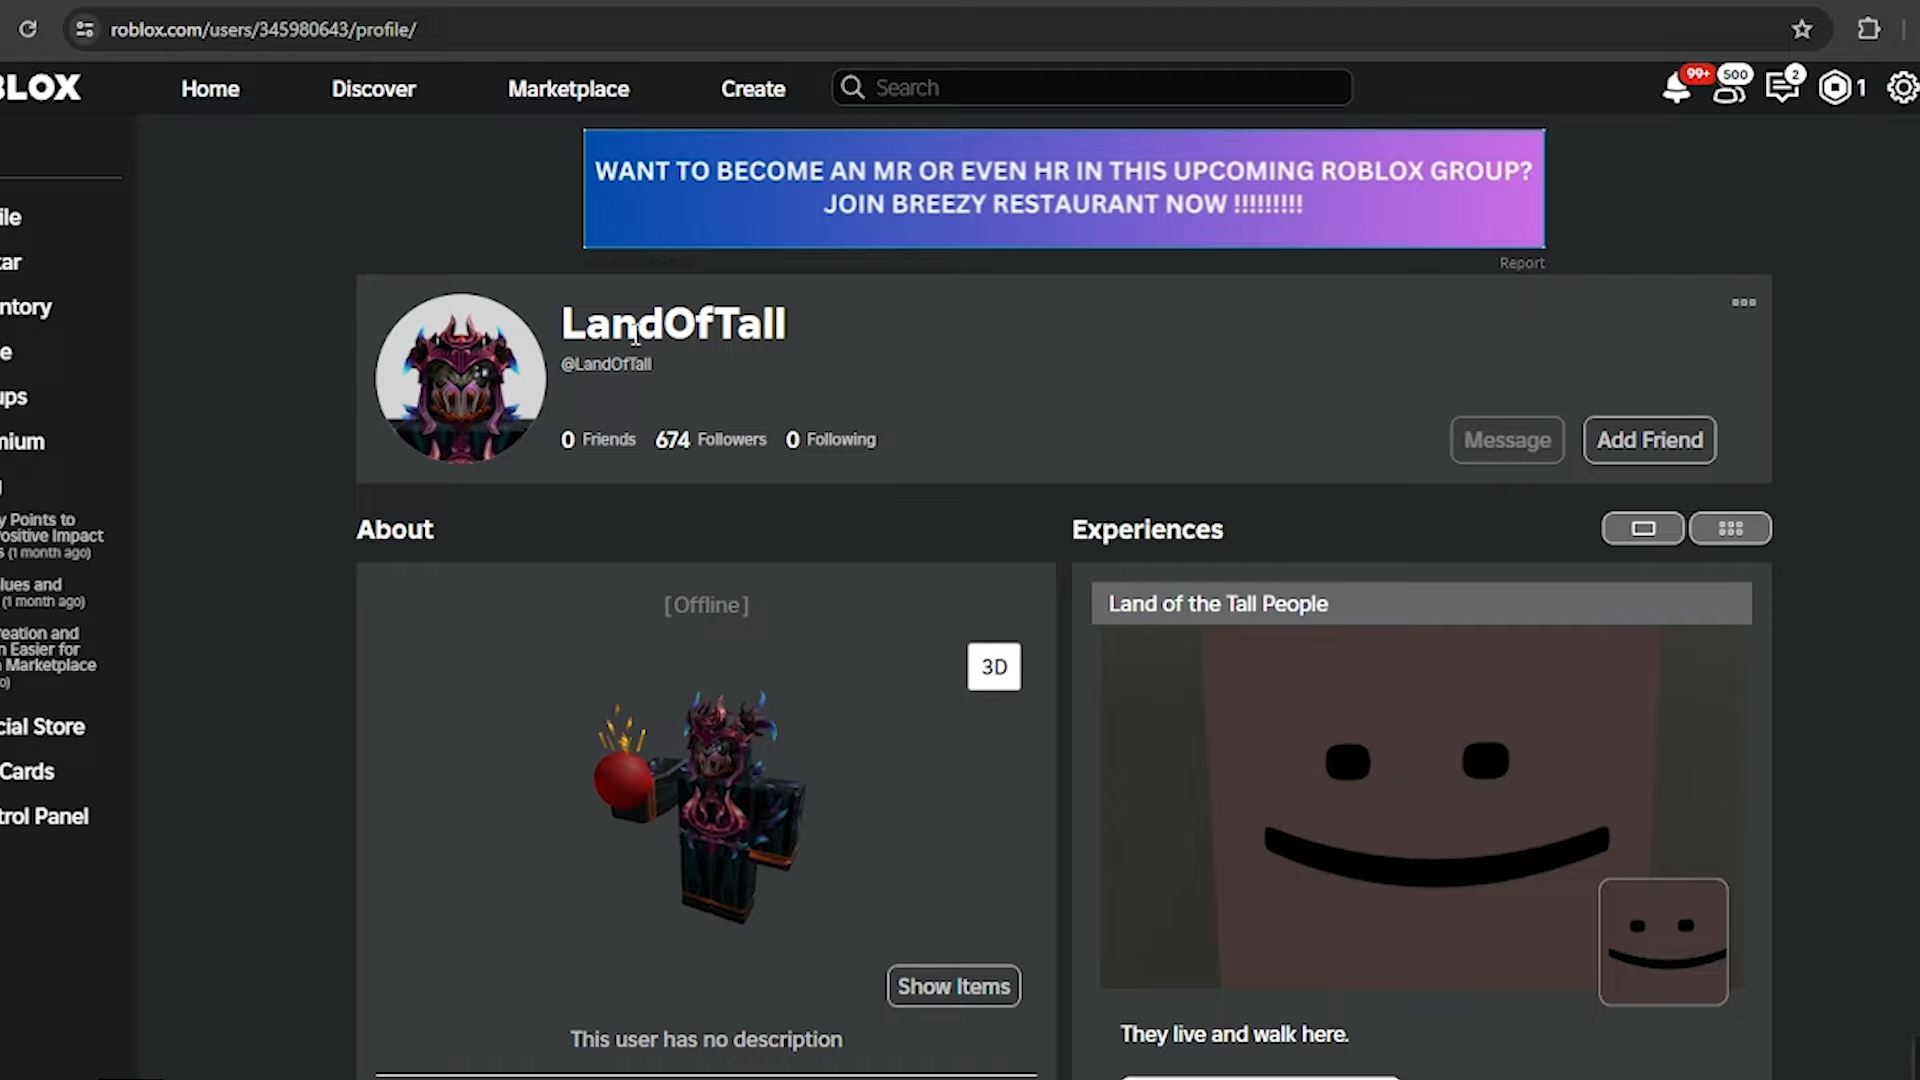 roblox.com/users/345980643/profile/
BLOX
Home
Discover
Marketplace
Create
Search
99+
500
2
1
WANT TO BECOME AN MR OR EVEN HR IN THIS UPCOMING ROBLOX GROUP?
JOIN BREEZY RESTAURANT NOW !!!!!!!!!
Report
ile
tar
ntory
e
ups
mium
y Points to
ositive Impact
s (1 month ago)
lues and
(1 month ago)
reation and
n Easier for
Marketplace
o)
cial Store
Cards
trol Panel
LandOfTall
@LandOfTall
0 Friends 674 Followers 0 Following
Message
Add Friend
About
[Offline]
3D
Show Items
This user has no description
Experiences
Land of the Tall People
They live and walk here.